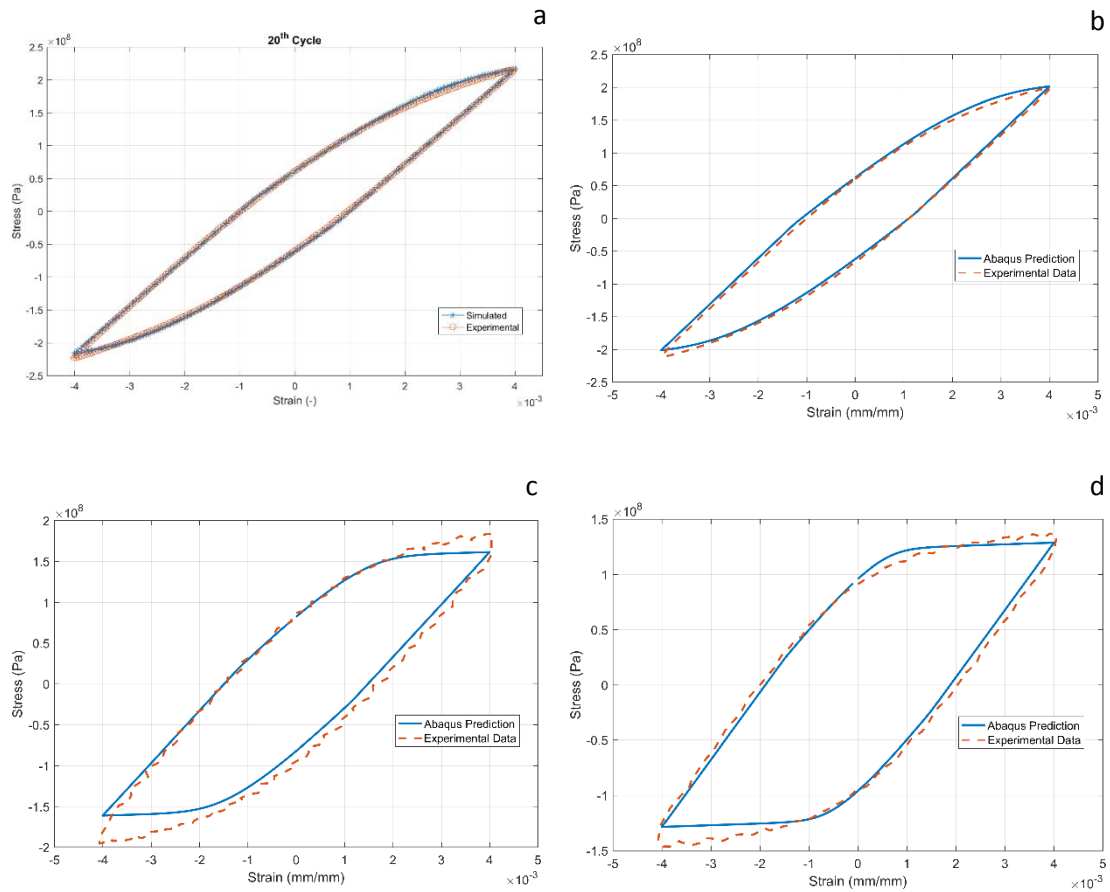 a
20th Cycle
2.5 ×10^8
2
1.5
1
0.5
0
-0.5
-1
-1.5
-2
-2.5
Stress (Pa)
Simulated
Experimental
-4 -3 -2 -1 0 1 2 3 4
Strain (-) ×10^-3
b
×10^8
2.5
2
1.5
1
0.5
0
-0.5
-1
-1.5
-2
-2.5
Stress (Pa)
Abaqus Prediction
Experimental Data
-5 -4 -3 -2 -1 0 1 2 3 4 5
Strain (mm/mm) ×10^-3
c
×10^8
2
1.5
1
0.5
0
-0.5
-1
-1.5
-2
Stress (Pa)
Abaqus Prediction
Experimental Data
-5 -4 -3 -2 -1 0 1 2 3 4 5
Strain (mm/mm)
×10^-3
d
×10^8
1.5
1
0.5
0
-0.5
-1
-1.5
Stress (Pa)
Abaqus Prediction
Experimental Data
-5 -4 -3 -2 -1 0 1 2 3 4 5
Strain (mm/mm)
×10^-3